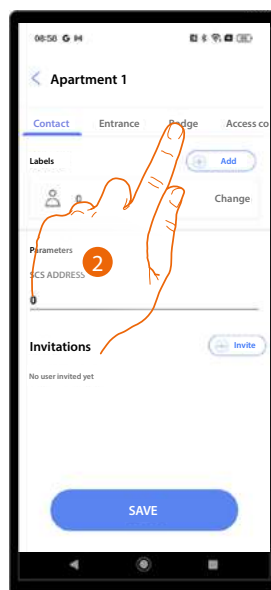 08:58 G
Apartment 1
Contact Entrance Badge Access co
Labels Add
0 Change
Parameters
2
SCS ADDRESS
0
Invitations Invite
No user invited yet
SAVE